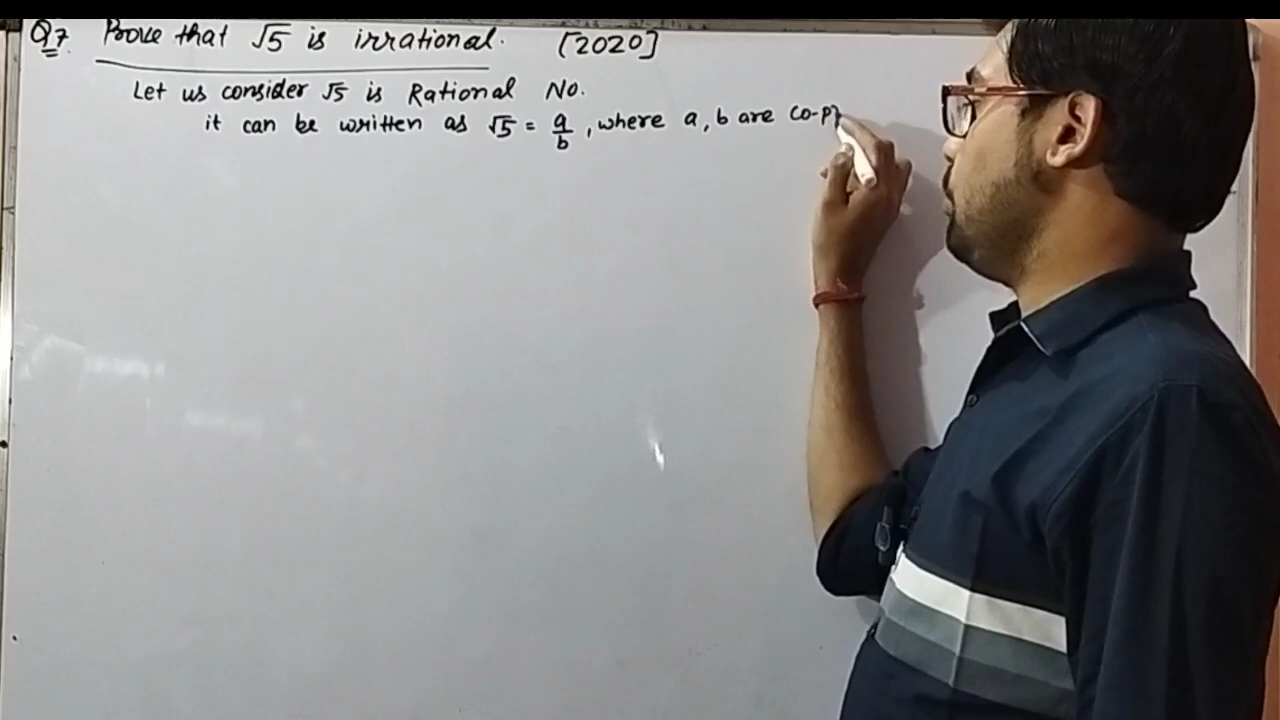 Q7 Prove that √5 is irrational. [2020]
Let us consider √5 is Rational No.
it can be written as √5 = a/b, where a, b are co-pr